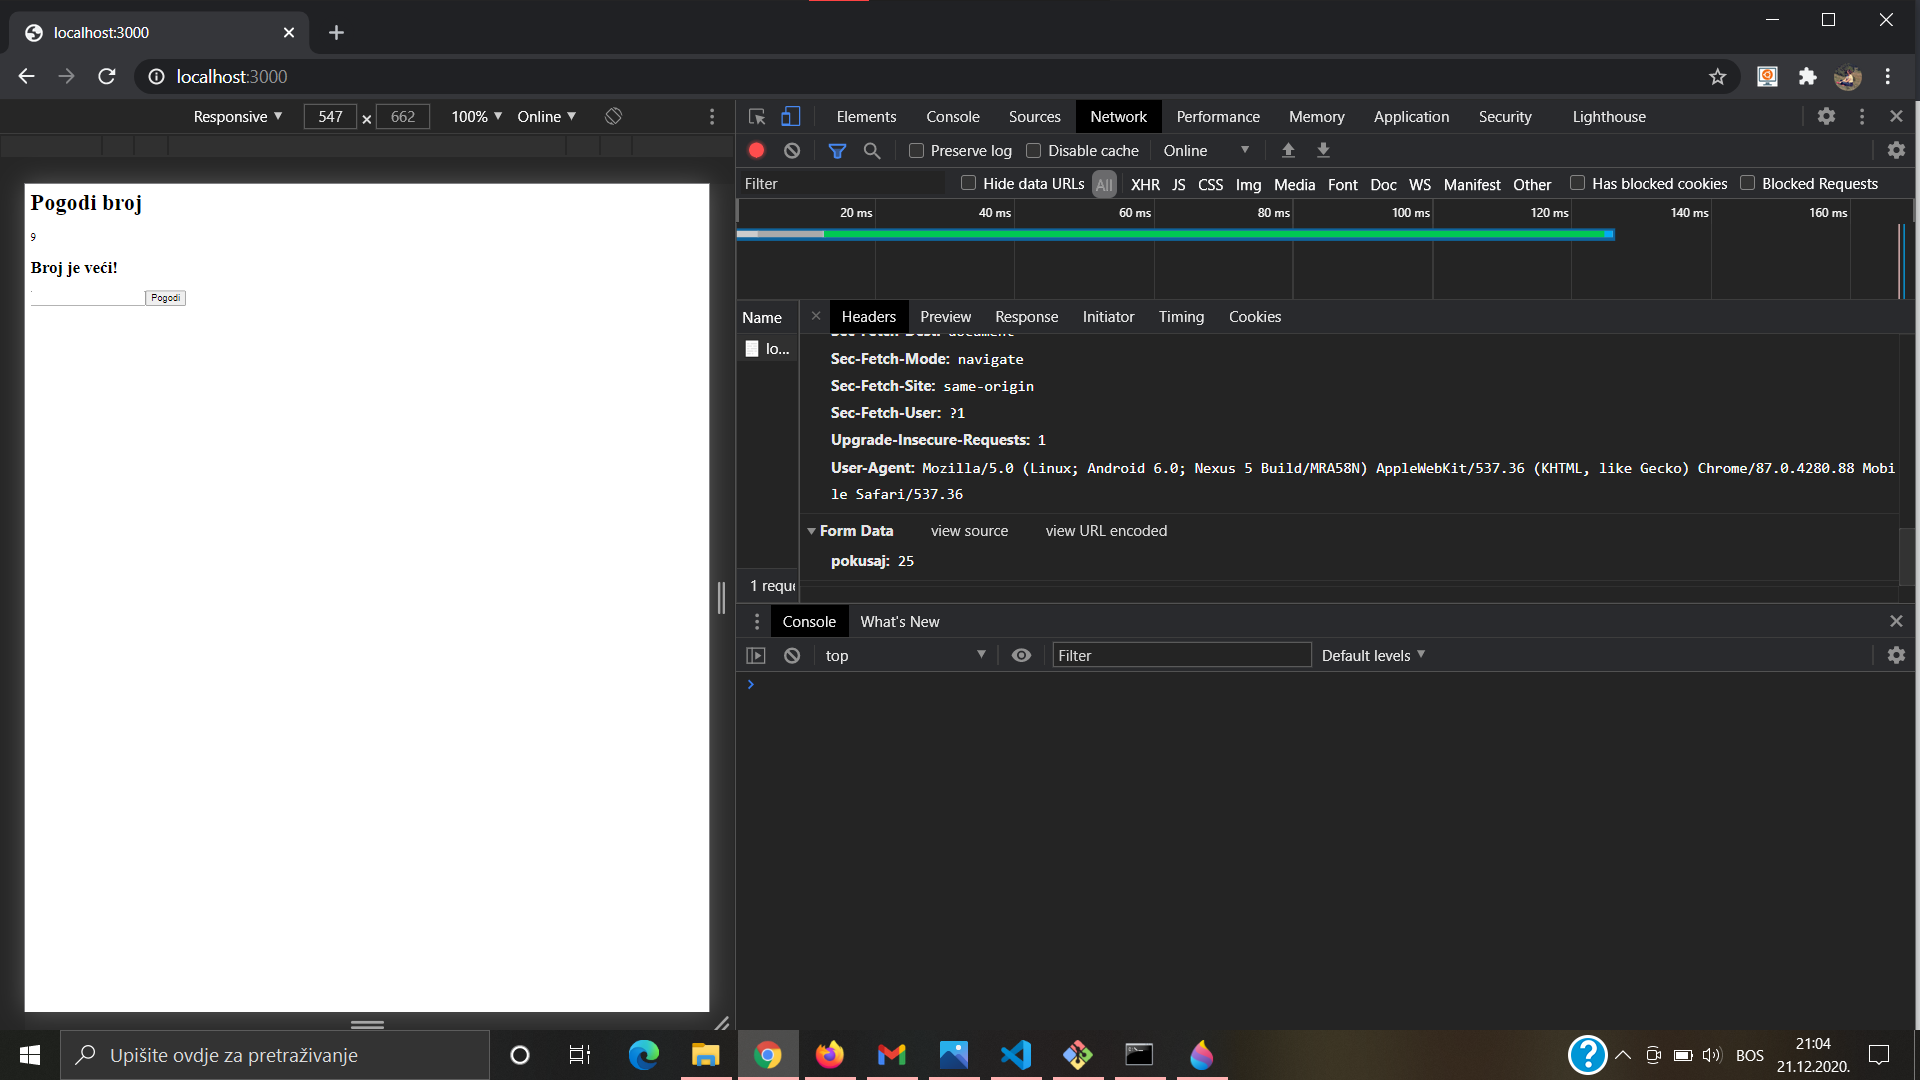 localhost:3000
localhost:3000
Responsive 547 × 662 100% Online
Elements Console Sources Network Performance Memory Application Security Lighthouse
Preserve log Disable cache Online
Filter Hide data URLs All XHR JS CSS Img Media Font Doc WS Manifest Other Has blocked cookies Blocked Requests
20 ms 40 ms 60 ms 80 ms 100 ms 120 ms 140 ms 160 ms
Pogodi broj
9
Broj je veći!
Pogodi
Name Headers Preview Response Initiator Timing Cookies
lo...
Sec-Fetch-Dest: document
Sec-Fetch-Mode: navigate
Sec-Fetch-Site: same-origin
Sec-Fetch-User: ?1
Upgrade-Insecure-Requests: 1
User-Agent: Mozilla/5.0 (Linux; Android 6.0; Nexus 5 Build/MRA58N) AppleWebKit/537.36 (KHTML, like Gecko) Chrome/87.0.4280.88 Mobi
le Safari/537.36
Form Data view source view URL encoded
pokusaj: 25
1 reque
Console What's New
top Filter Default levels
Upišite ovdje za pretraživanje
BOS
21:04
21.12.2020.